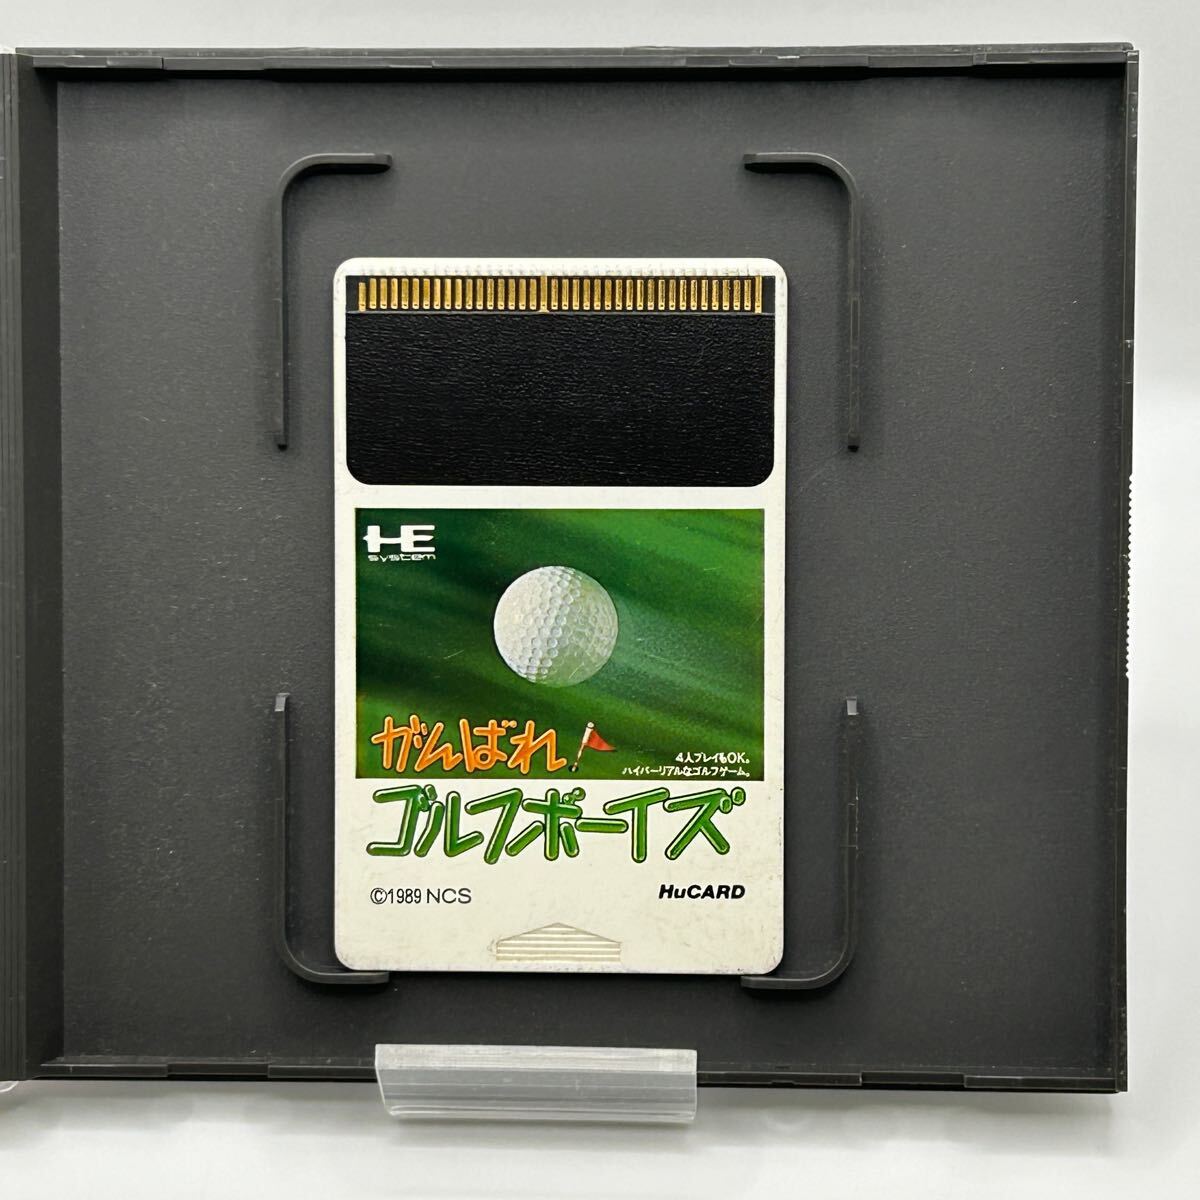 HE
system
がんばれ!
4人プレイもOK。
ハイパーリアルなゴルフゲーム。
ゴルフボーイズ
©1989 NCS
HuCARD